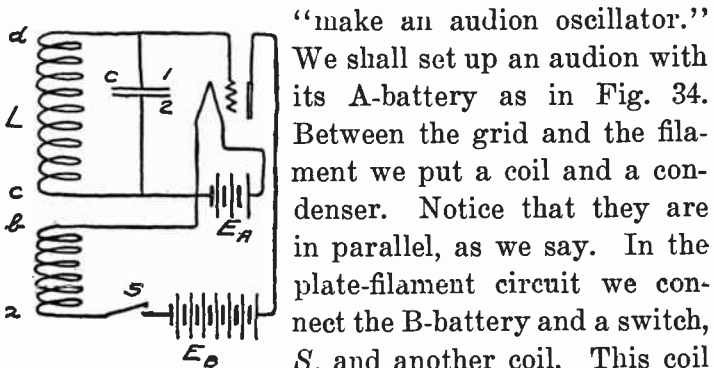 "make an audion oscillator."
We shall set up an audion with
its A-battery as in Fig. 34.
Between the grid and the fila-
ment we put a coil and a con-
denser. Notice that they are
in parallel, as we say. In the
plate-filament circuit we con-
nect the B-battery and a switch,
S, and another coil. This coil
d
C 1
2
L
c
b
E_A
a
S
E_B